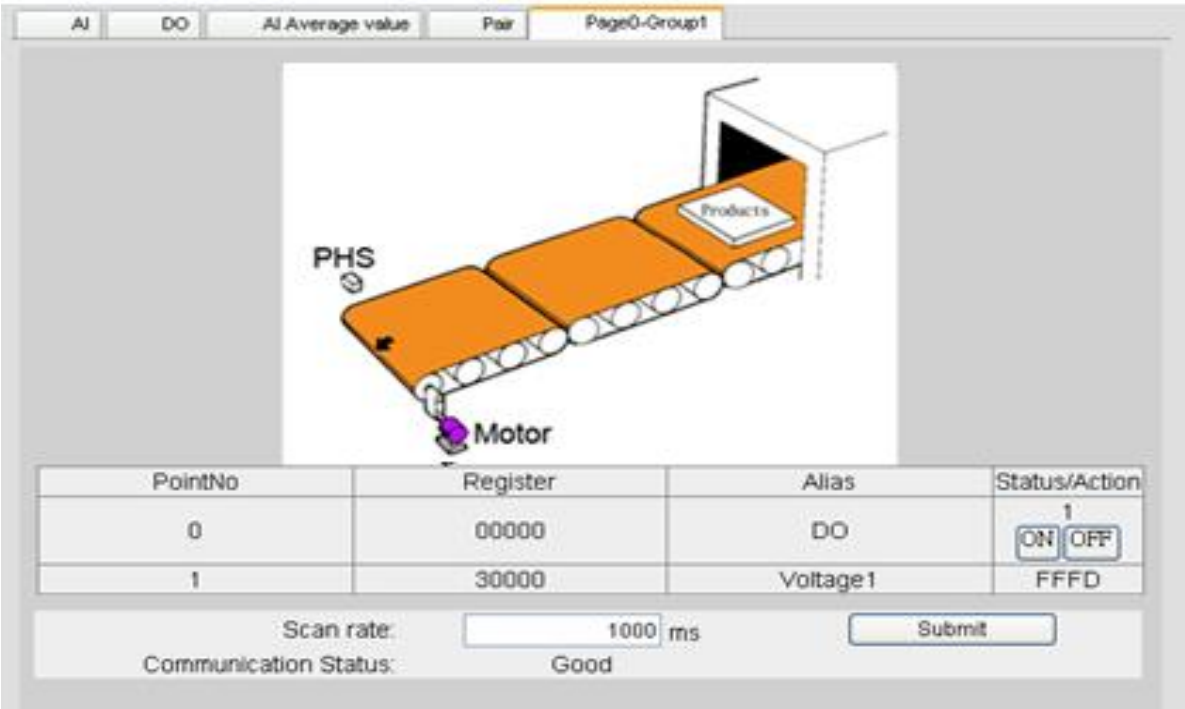 AI DO AI Average value Pair Page0-Group1
Products
PHS
Motor
PointNo Register Alias Status/Action
0 00000 DO 1
ON OFF
1 30000 Voltage1 FFFD
Scan rate: 1000 ms Submit
Communication Status: Good